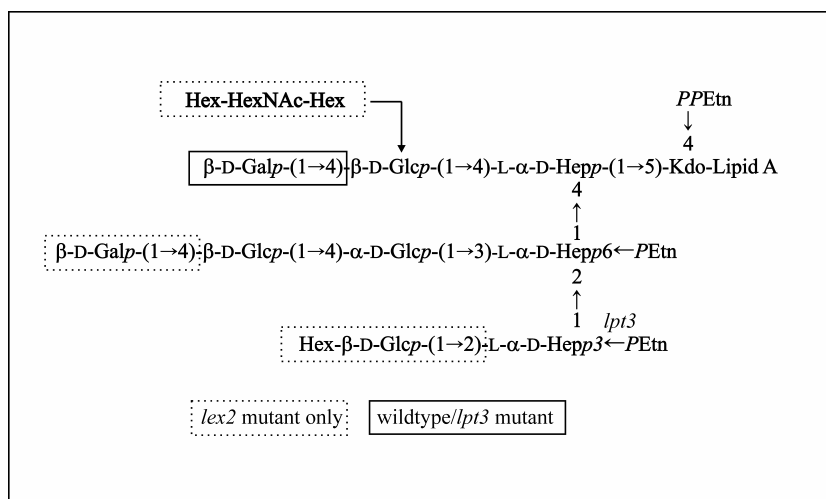 Hex-HexNAc-Hex
PPEtn
↓
4
β-D-Galp-(1→4)-β-D-Glcp-(1→4)-L-α-D-Hepp-(1→5)-Kdo-Lipid A
4
↑
1
β-D-Galp-(1→4)-β-D-Glcp-(1→4)-α-D-Glcp-(1→3)-L-α-D-Hepp6←PEtn
2
↑
1 lpt3
Hex-β-D-Glcp-(1→2)-L-α-D-Hepp3←PEtn
lex2 mutant only
wildtype/lpt3 mutant